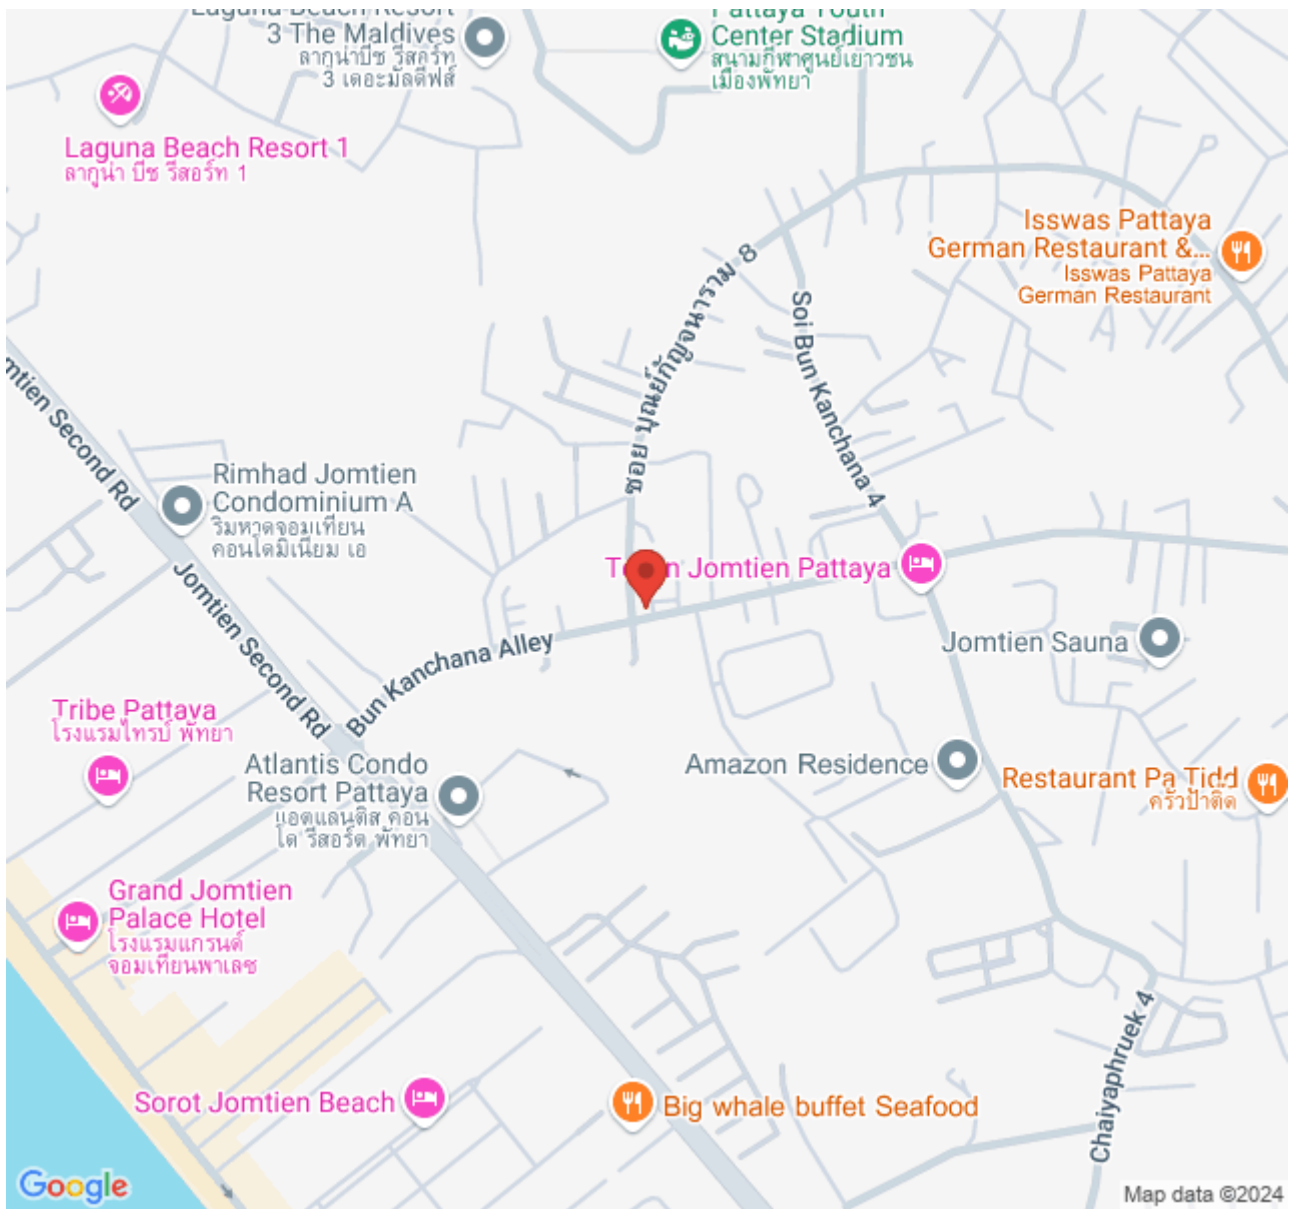 Laguna Beach Resort
3 The Maldives
ลากูน่าบีช รีสอร์ท
3 เดอะมัลดีฟส์
Pattaya Youth
Center Stadium
สนามกีฬาศูนย์เยาวชน
เมืองพัทยา
Laguna Beach Resort 1
ลากูน่า บีช รีสอร์ท 1
Isswas Pattaya
German Restaurant &...
Isswas Pattaya
German Restaurant
ซอย บุณย์กัญจนาราม 8
Soi Bun Kanchana 4
mtien Second Rd
Rimhad Jomtien
Condominium A
ริมหาดจอมเทียน
คอนโดมิเนียม เอ
Jomtien Pattaya
Jomtien Second Rd
Bun Kanchana Alley
Jomtien Sauna
Tribe Pattaya
โรงแรมไทรบ์ พัทยา
Atlantis Condo
Resort Pattaya
แอตแลนติส คอน
โด รีสอร์ต พัทยา
Amazon Residence
Restaurant Pa Tidd
ครัวป้าติ๊ด
Grand Jomtien
Palace Hotel
โรงแรมแกรนด์
จอมเทียนพาเลซ
Chaiyaphruek 4
Sorot Jomtien Beach
Big whale buffet Seafood
Google
Map data ©2024